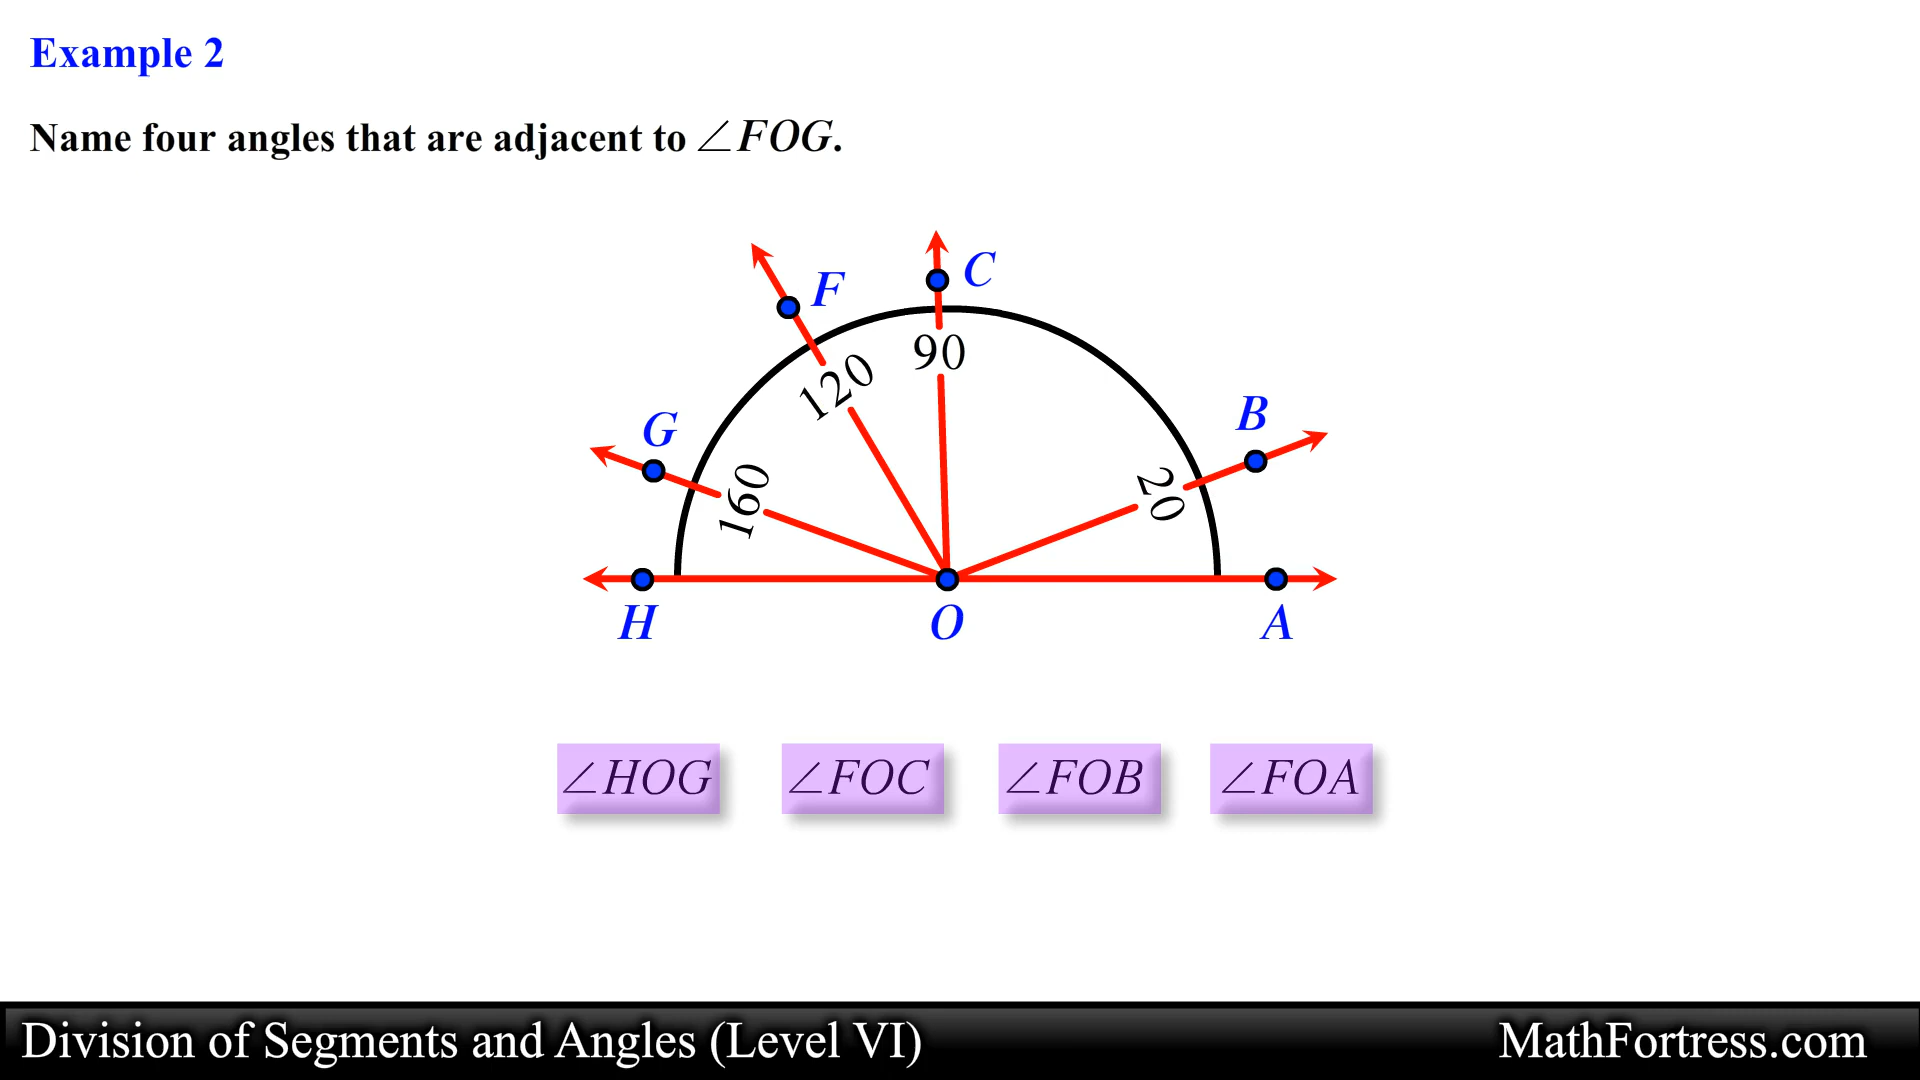 Example 2
Name four angles that are adjacent to ∠FOG.
C
F
90
120
B
G
20
160
H O A
∠HOG ∠FOC ∠FOB ∠FOA
Division of Segments and Angles (Level VI) MathFortress.com